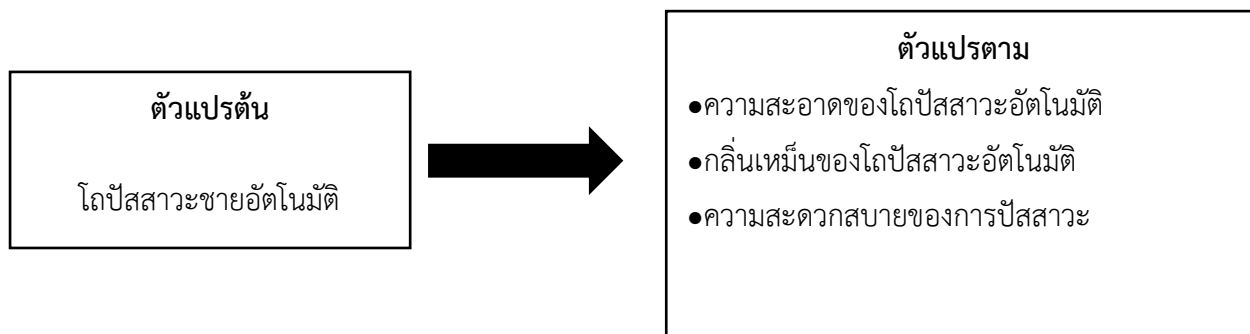 ตัวแปรต้น
โถปัสสาวะชายอัตโนมัติ
ตัวแปรตาม
●ความสะอาดของโถปัสสาวะอัตโนมัติ
●กลิ่นเหม็นของโถปัสสาวะอัตโนมัติ
●ความสะดวกสบายของการปัสสาวะ